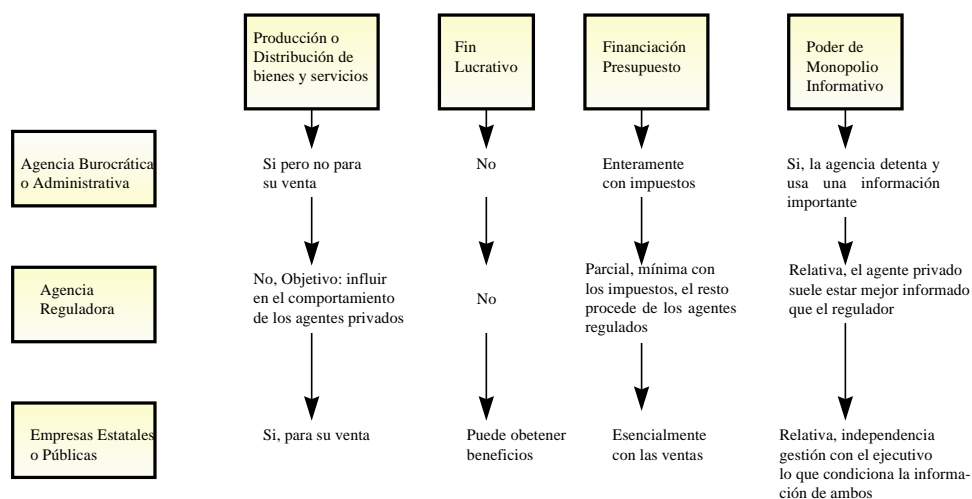 Producción o
Distribución de
bienes y servicios
Fin
Lucrativo
Financiación
Presupuesto
Poder de
Monopolio
Informativo
Agencia Burocrática
o Administrativa
Si pero no para
su venta
No
Enteramente
con impuestos
Si, la agencia detenta y
usa una información
importante
Agencia
Reguladora
No, Objetivo: influir
en el comportamiento
de los agentes privados
No
Parcial, mínima con
los impuestos, el resto
procede de los agentes
regulados
Relativa, el agente privado
suele estar mejor informado
que el regulador
Empresas Estatales
o Públicas
Si, para su venta
Puede obetener
beneficios
Esencialmente
con las ventas
Relativa, independencia
gestión con el ejecutivo
lo que condiciona la informa-
ción de ambos